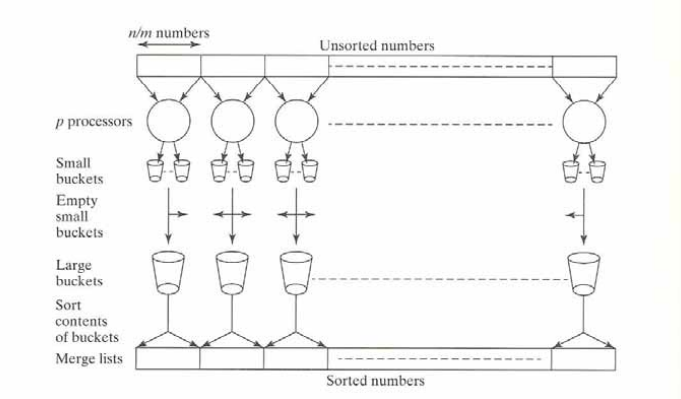 n/m numbers
Unsorted numbers
p processors
Small
buckets
Empty
small
buckets
Large
buckets
Sort
contents
of buckets
Merge lists
Sorted numbers